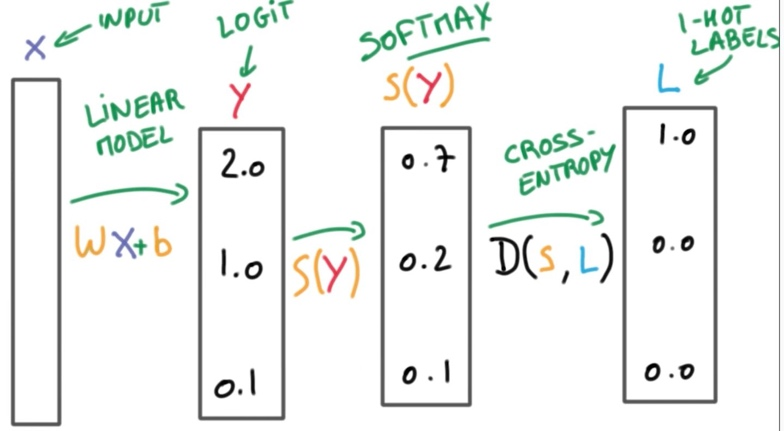 X
INPUT
LINEAR
MODEL
WX+b
LOGIT
Y
2.0
1.0
0.1
S(Y)
SOFTMAX
S(Y)
0.7
0.2
0.1
CROSS-
ENTROPY
D(S,L)
1-HOT
LABELS
L
1.0
0.0
0.0